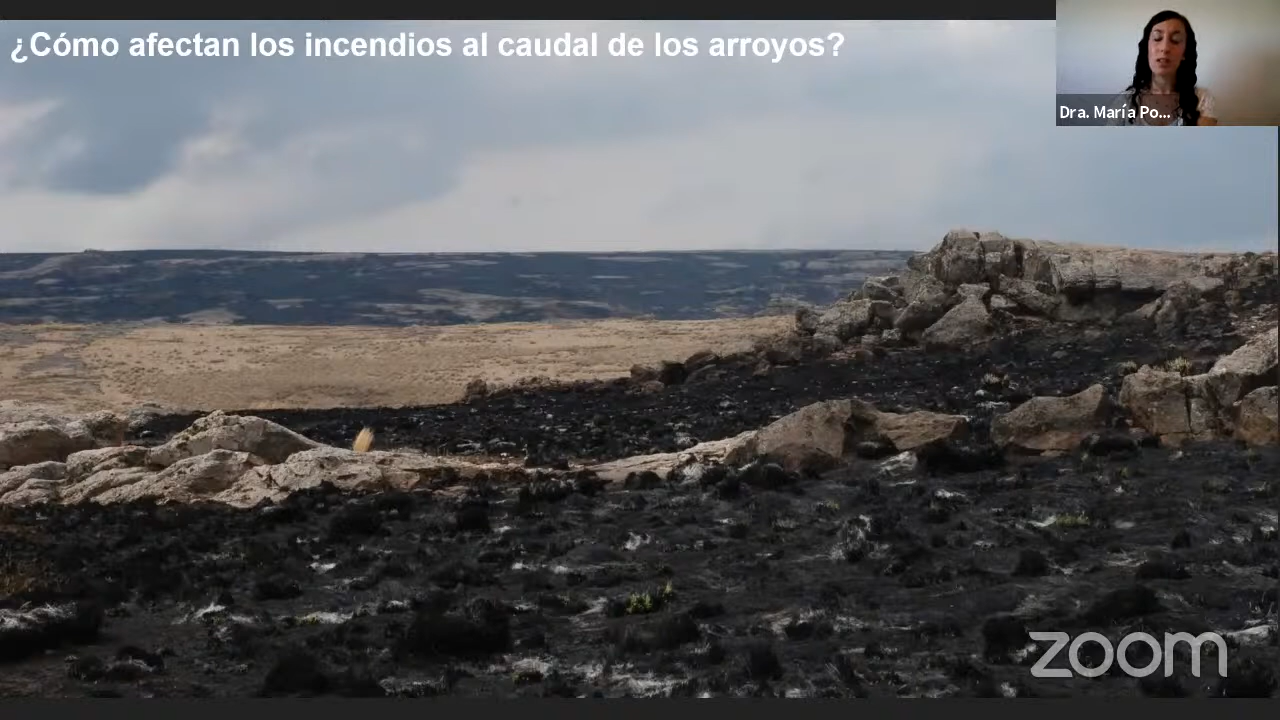 ¿Cómo afectan los incendios al caudal de los arroyos?
Dra. María Po...
zoom